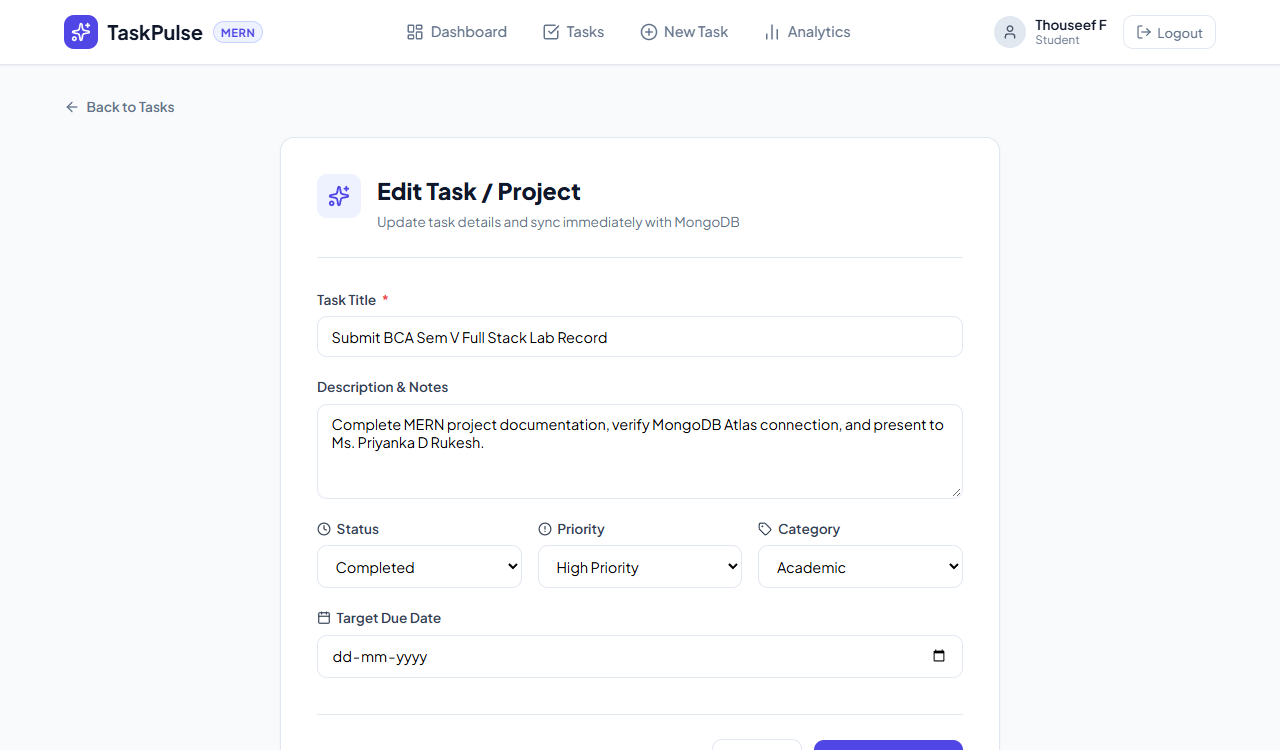 TaskPulse MERN Dashboard Tasks New Task Analytics Thouseef F Student Logout
Back to Tasks
Edit Task / Project
Update task details and sync immediately with MongoDB
Task Title *
Submit BCA Sem V Full Stack Lab Record
Description & Notes
Complete MERN project documentation, verify MongoDB Atlas connection, and present to
Ms. Priyanka D Rukesh.
Status Priority Category
Completed High Priority Academic
Target Due Date
dd-mm-yyyy